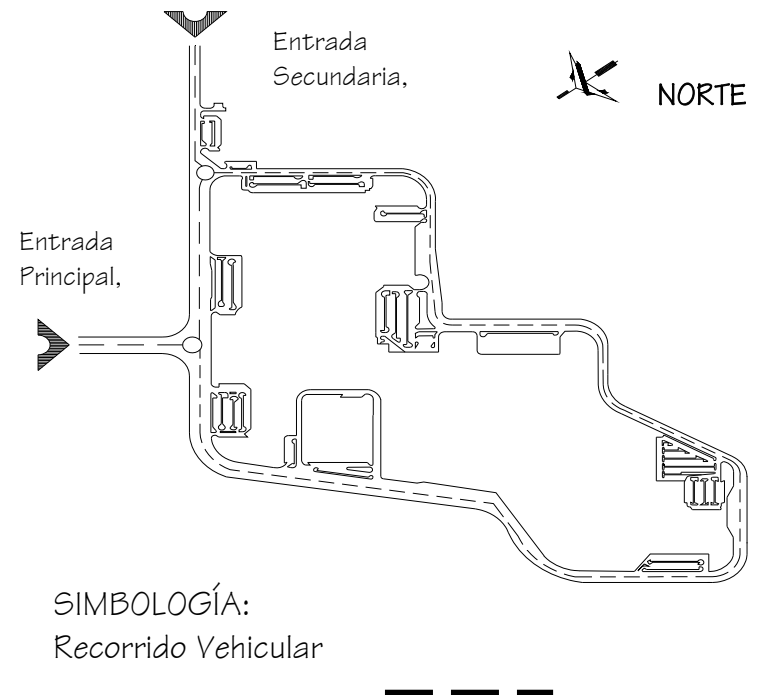 Entrada
Secundaria,
NORTE
Entrada
Principal,
SIMBOLOGÍA:
Recorrido Vehicular